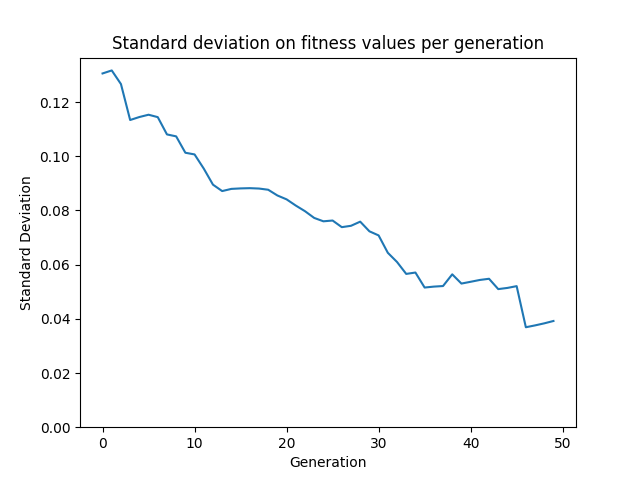 Standard deviation on fitness values per generation
Standard Deviation
0.12
0.10
0.08
0.06
0.04
0.02
0.00
0 10 20 30 40 50
Generation